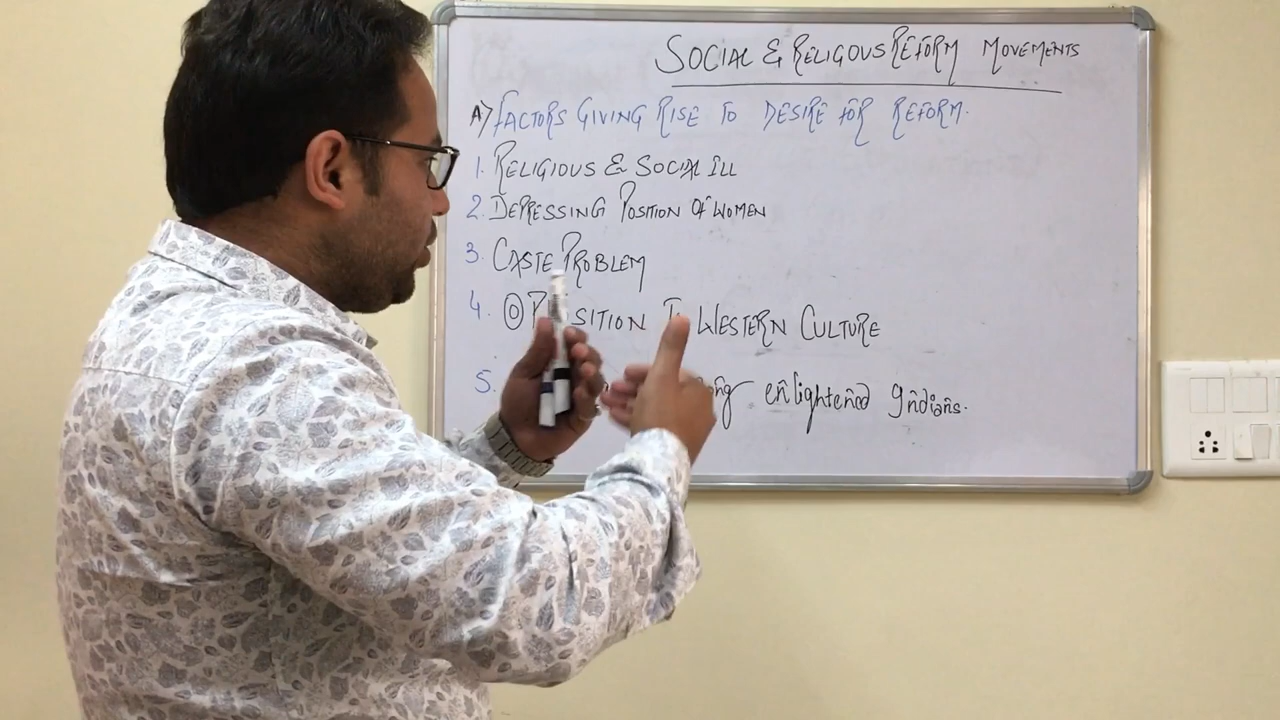 SOCIAL & RELIGOUS REFORM MOVEMENTS
A) FACTORS GIVING RISE TO DESIRE FOR REFORM.
1. RELIGIOUS & SOCIAL ILL
2. DEPRESSING POSITION OF WOMEN
3. CASTE PROBLEM
4. TO WESTERN CULTURE
5. enlightened Indians.